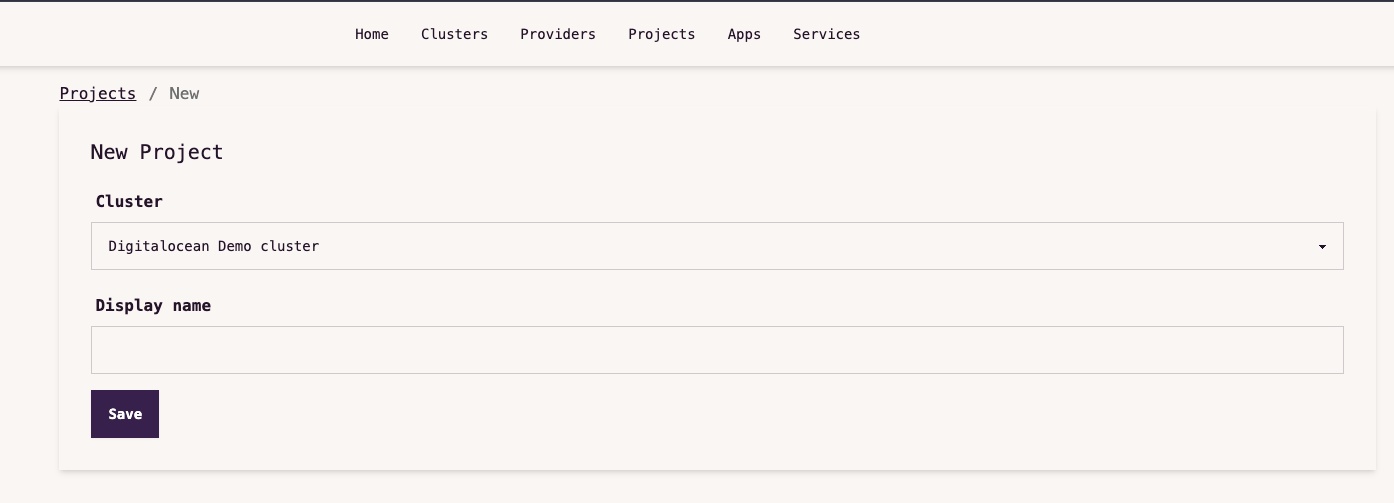 Home Clusters Providers Projects Apps Services
Projects / New
New Project
Cluster
Digitalocean Demo cluster
Display name
Save